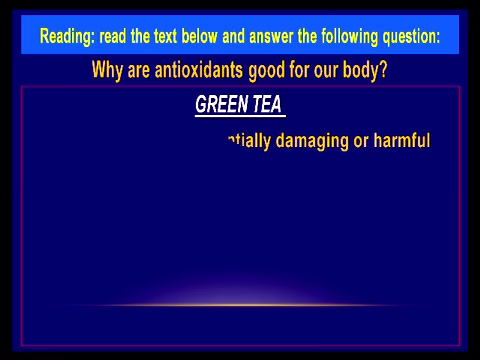 Reading: read the text below and answer the following question:
Why are antioxidants good for our body?
GREEN TEA
damaging or harmful